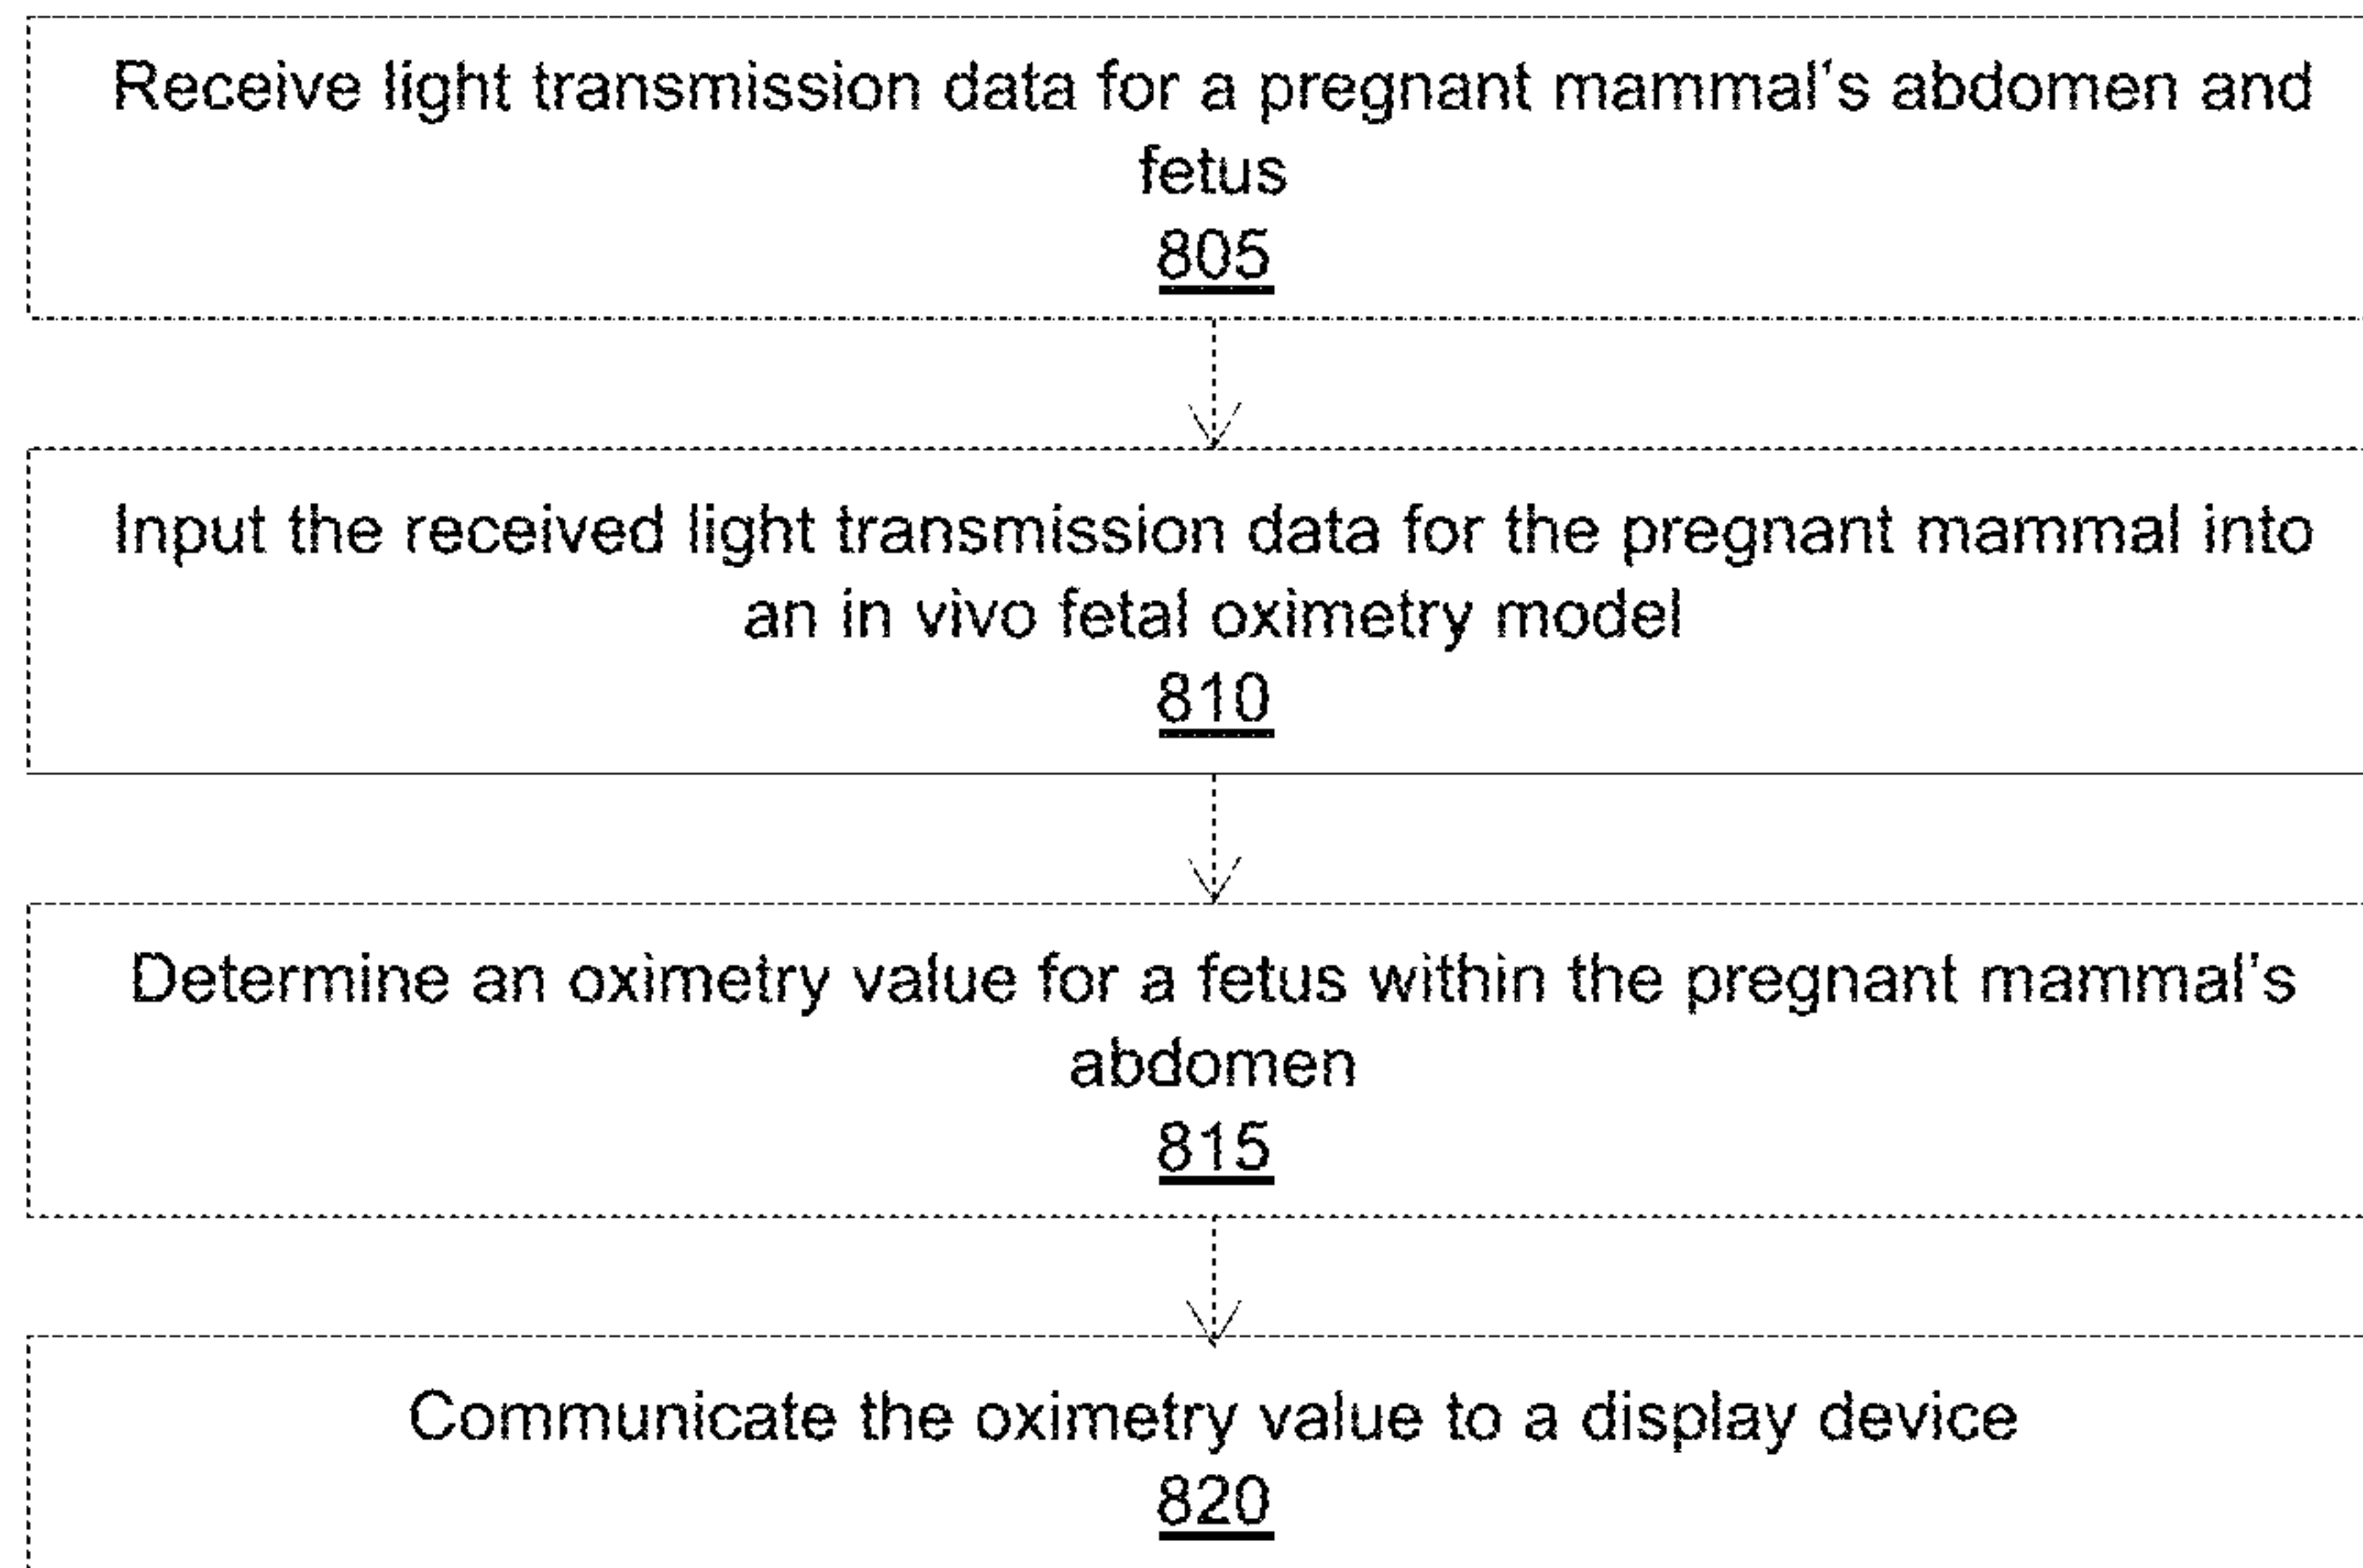 Receive light transmission data for a pregnant mammal's abdomen and
fetus
805
Input the received light transmission data for the pregnant mammal into
an in vivo fetal oximetry model
810
Determine an oximetry value for a fetus within the pregnant mammal's
abdomen
815
Communicate the oximetry value to a display device
820